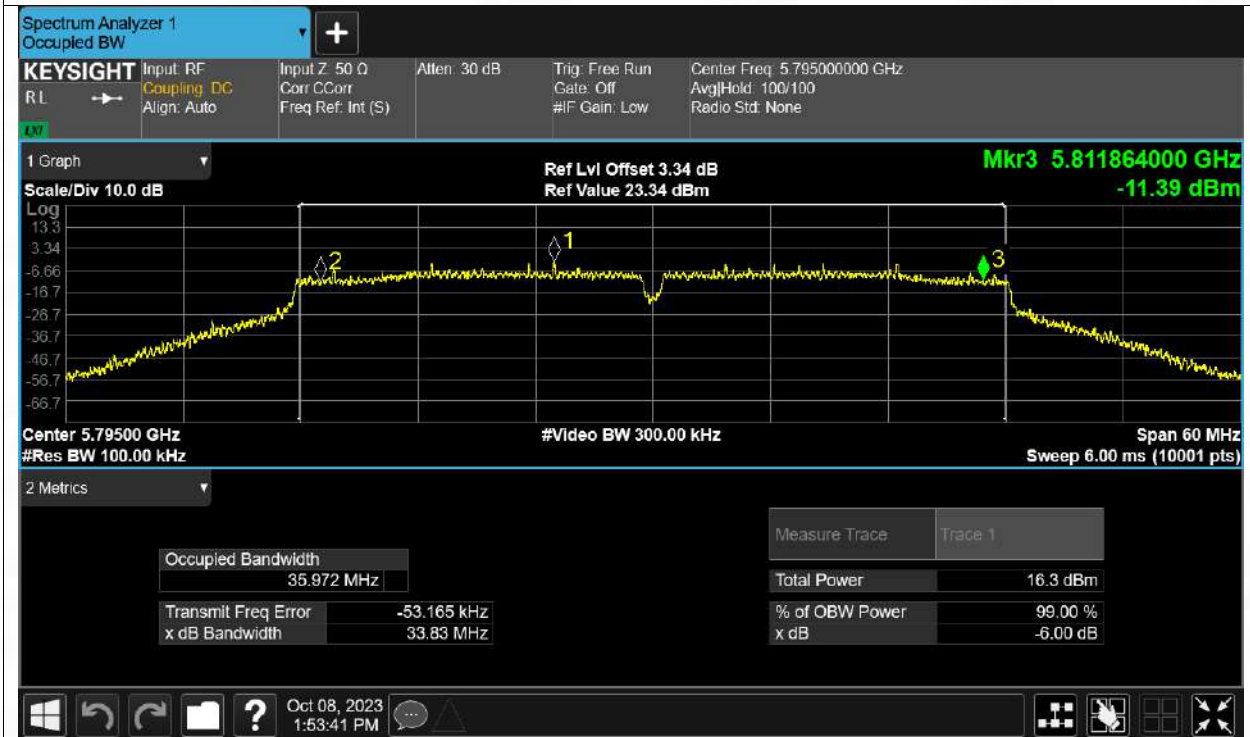 Spectrum Analyzer 1
Occupied BW
+
KEYSIGHT
R L
LXI
Input: RF
Coupling: DC
Align: Auto
Input Z: 50 Ω
Corr CCorr
Freq Ref: Int (S)
Atten: 30 dB
Trig: Free Run
Gate: Off
#IF Gain: Low
Center Freq: 5.795000000 GHz
Avg|Hold: 100/100
Radio Std: None
1 Graph
Scale/Div 10.0 dB
Ref Lvl Offset 3.34 dB
Ref Value 23.34 dBm
Mkr3 5.811864000 GHz
-11.39 dBm
Log
13.3
3.34
-6.66
-16.7
-26.7
-36.7
-46.7
-56.7
-66.7
2
1
3
Center 5.79500 GHz
#Video BW 300.00 kHz
Span 60 MHz
#Res BW 100.00 kHz
Sweep 6.00 ms (10001 pts)
2 Metrics
Measure Trace Trace 1
Occupied Bandwidth
35.972 MHz
Total Power 16.3 dBm
Transmit Freq Error -53.165 kHz
% of OBW Power 99.00 %
x dB Bandwidth 33.83 MHz
x dB -6.00 dB
?
Oct 08, 2023
1:53:41 PM